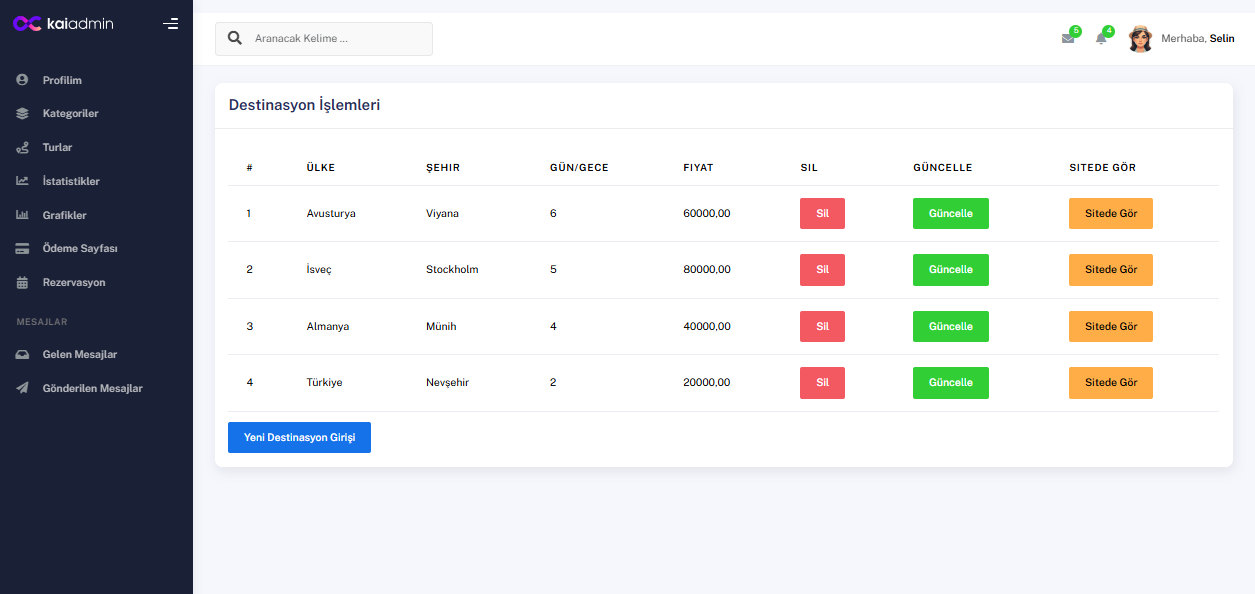 kaiadmin
Aranacak Kelime ...
5
4
Merhaba, Selin
Profilim
Kategoriler
Turlar
İstatistikler
Grafikler
Ödeme Sayfası
Rezervasyon
MESAJLAR
Gelen Mesajlar
Gönderilen Mesajlar
Destinasyon İşlemleri
# ÜLKE ŞEHIR GÜN/GECE FIYAT SIL GÜNCELLE SITEDE GÖR
1 Avusturya Viyana 6 60000,00 Sil Güncelle Sitede Gör
2 İsveç Stockholm 5 80000,00 Sil Güncelle Sitede Gör
3 Almanya Münih 4 40000,00 Sil Güncelle Sitede Gör
4 Türkiye Nevşehir 2 20000,00 Sil Güncelle Sitede Gör
Yeni Destinasyon Girişi